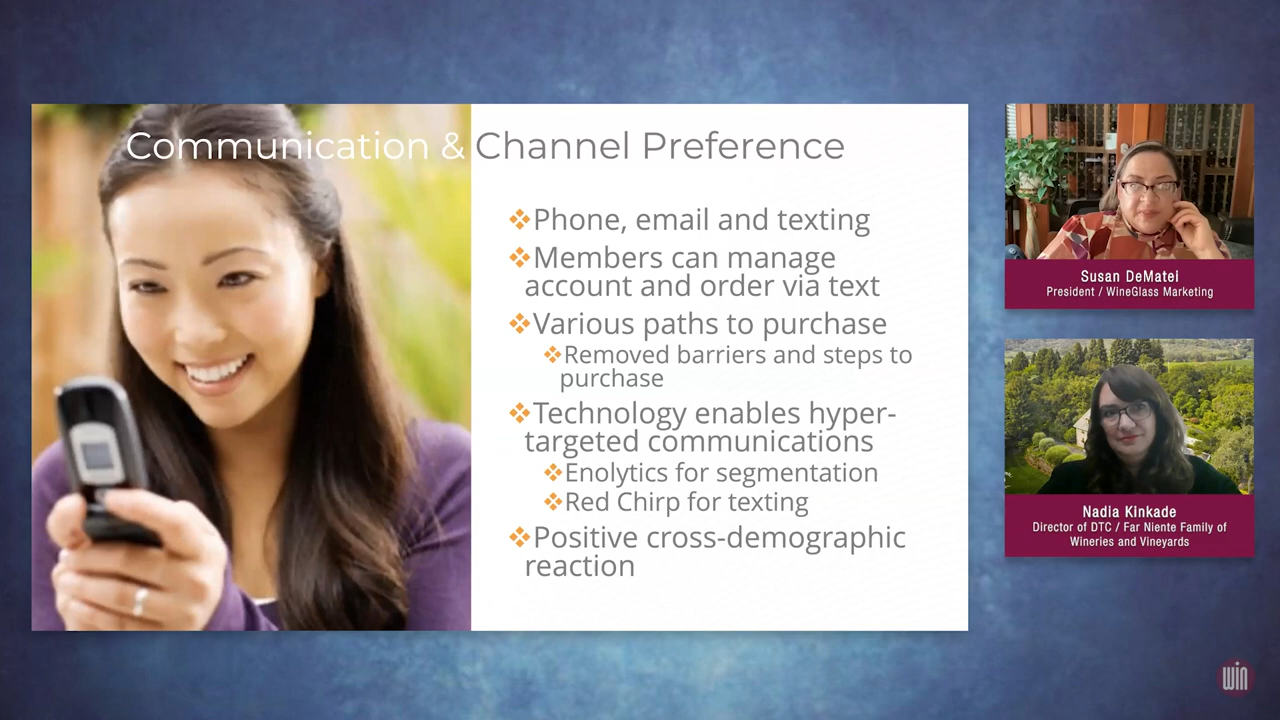 Communication & Channel Preference
❖Phone, email and texting
❖Members can manage
account and order via text
❖Various paths to purchase
❖Removed barriers and steps to
purchase
❖Technology enables hyper-
targeted communications
❖Enolytics for segmentation
❖Red Chirp for texting
❖Positive cross-demographic
reaction
Susan DeMatei
President / WineGlass Marketing
Nadia Kinkade
Director of DTC / Far Niente Family of
Wineries and Vineyards
win